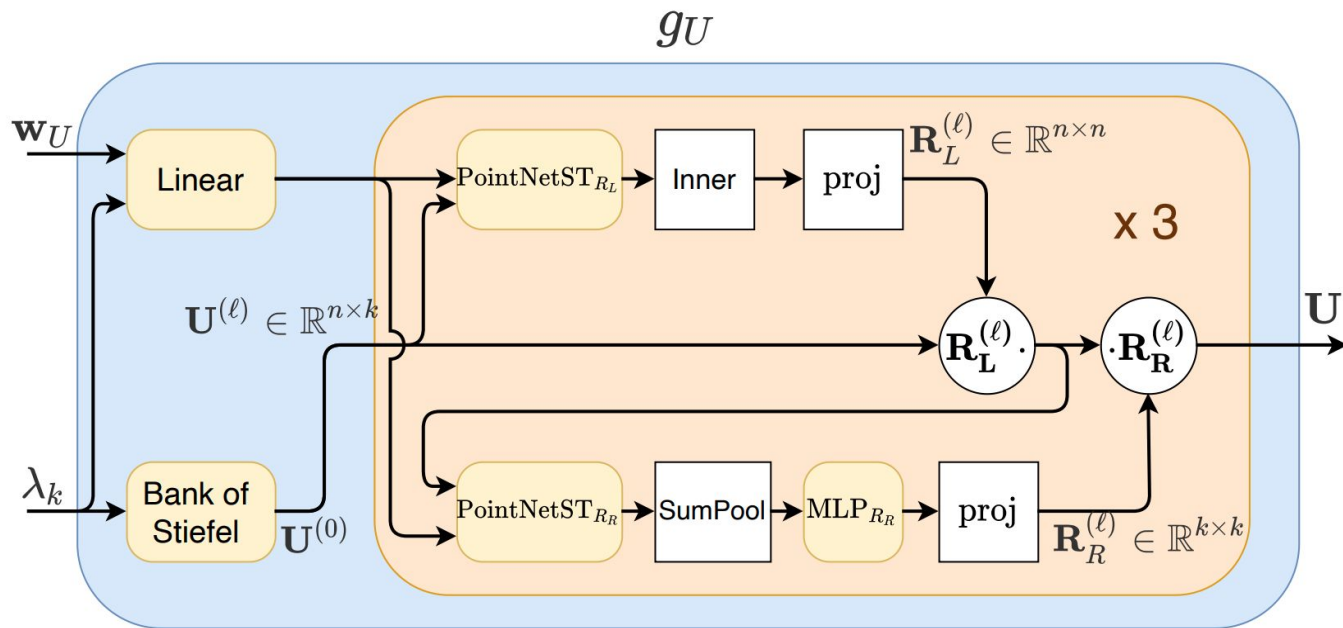 g_U
w_U
Linear
PointNetST_{R_L}
Inner
proj
R_L^{(ℓ)} ∈ ℝ^{n×n}
x 3
U^{(ℓ)} ∈ ℝ^{n×k}
R_L^{(ℓ)} ·
· R_R^{(ℓ)}
U
λ_k
Bank of
Stiefel
U^{(0)}
PointNetST_{R_R}
SumPool
MLP_{R_R}
proj
R_R^{(ℓ)} ∈ ℝ^{k×k}